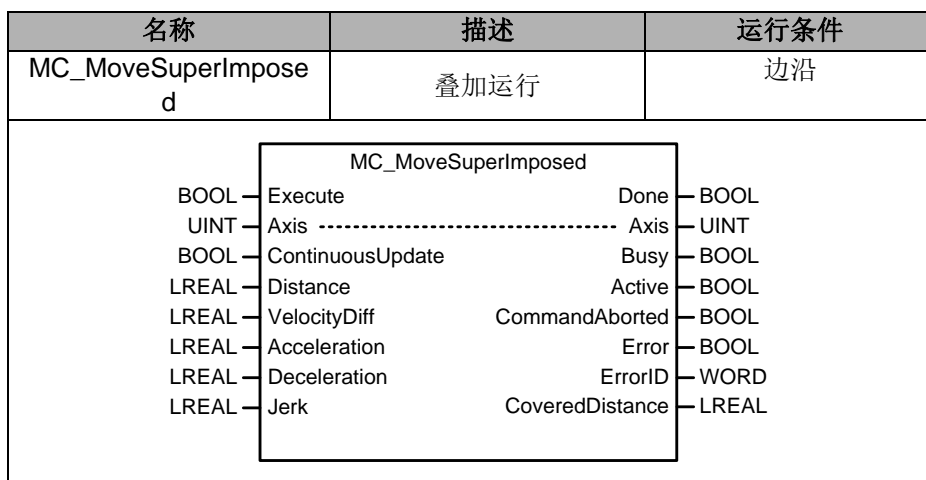 名称 描述 运行条件
MC_MoveSuperImpose
d
叠加运行
边沿
MC_MoveSuperImposed
BOOL Execute Done BOOL
UINT Axis Axis UINT
BOOL ContinuousUpdate Busy BOOL
LREAL Distance Active BOOL
LREAL VelocityDiff CommandAborted BOOL
LREAL Acceleration Error BOOL
LREAL Deceleration ErrorID WORD
LREAL Jerk CoveredDistance LREAL